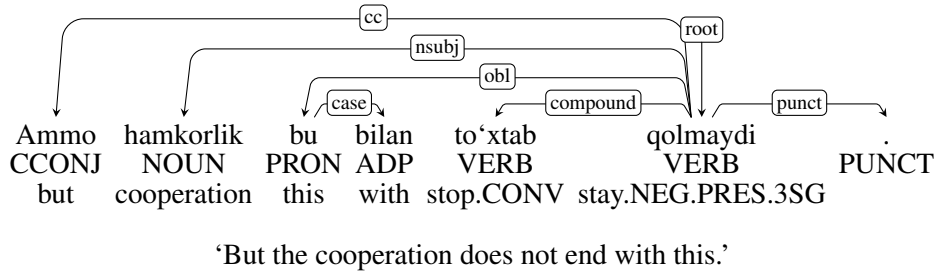 cc
root
nsubj
obl
case
compound
punct
Ammo hamkorlik bu bilan to‘xtab qolmaydi .
CCONJ NOUN PRON ADP VERB VERB PUNCT
but cooperation this with stop.CONV stay.NEG.PRES.3SG
‘But the cooperation does not end with this.’